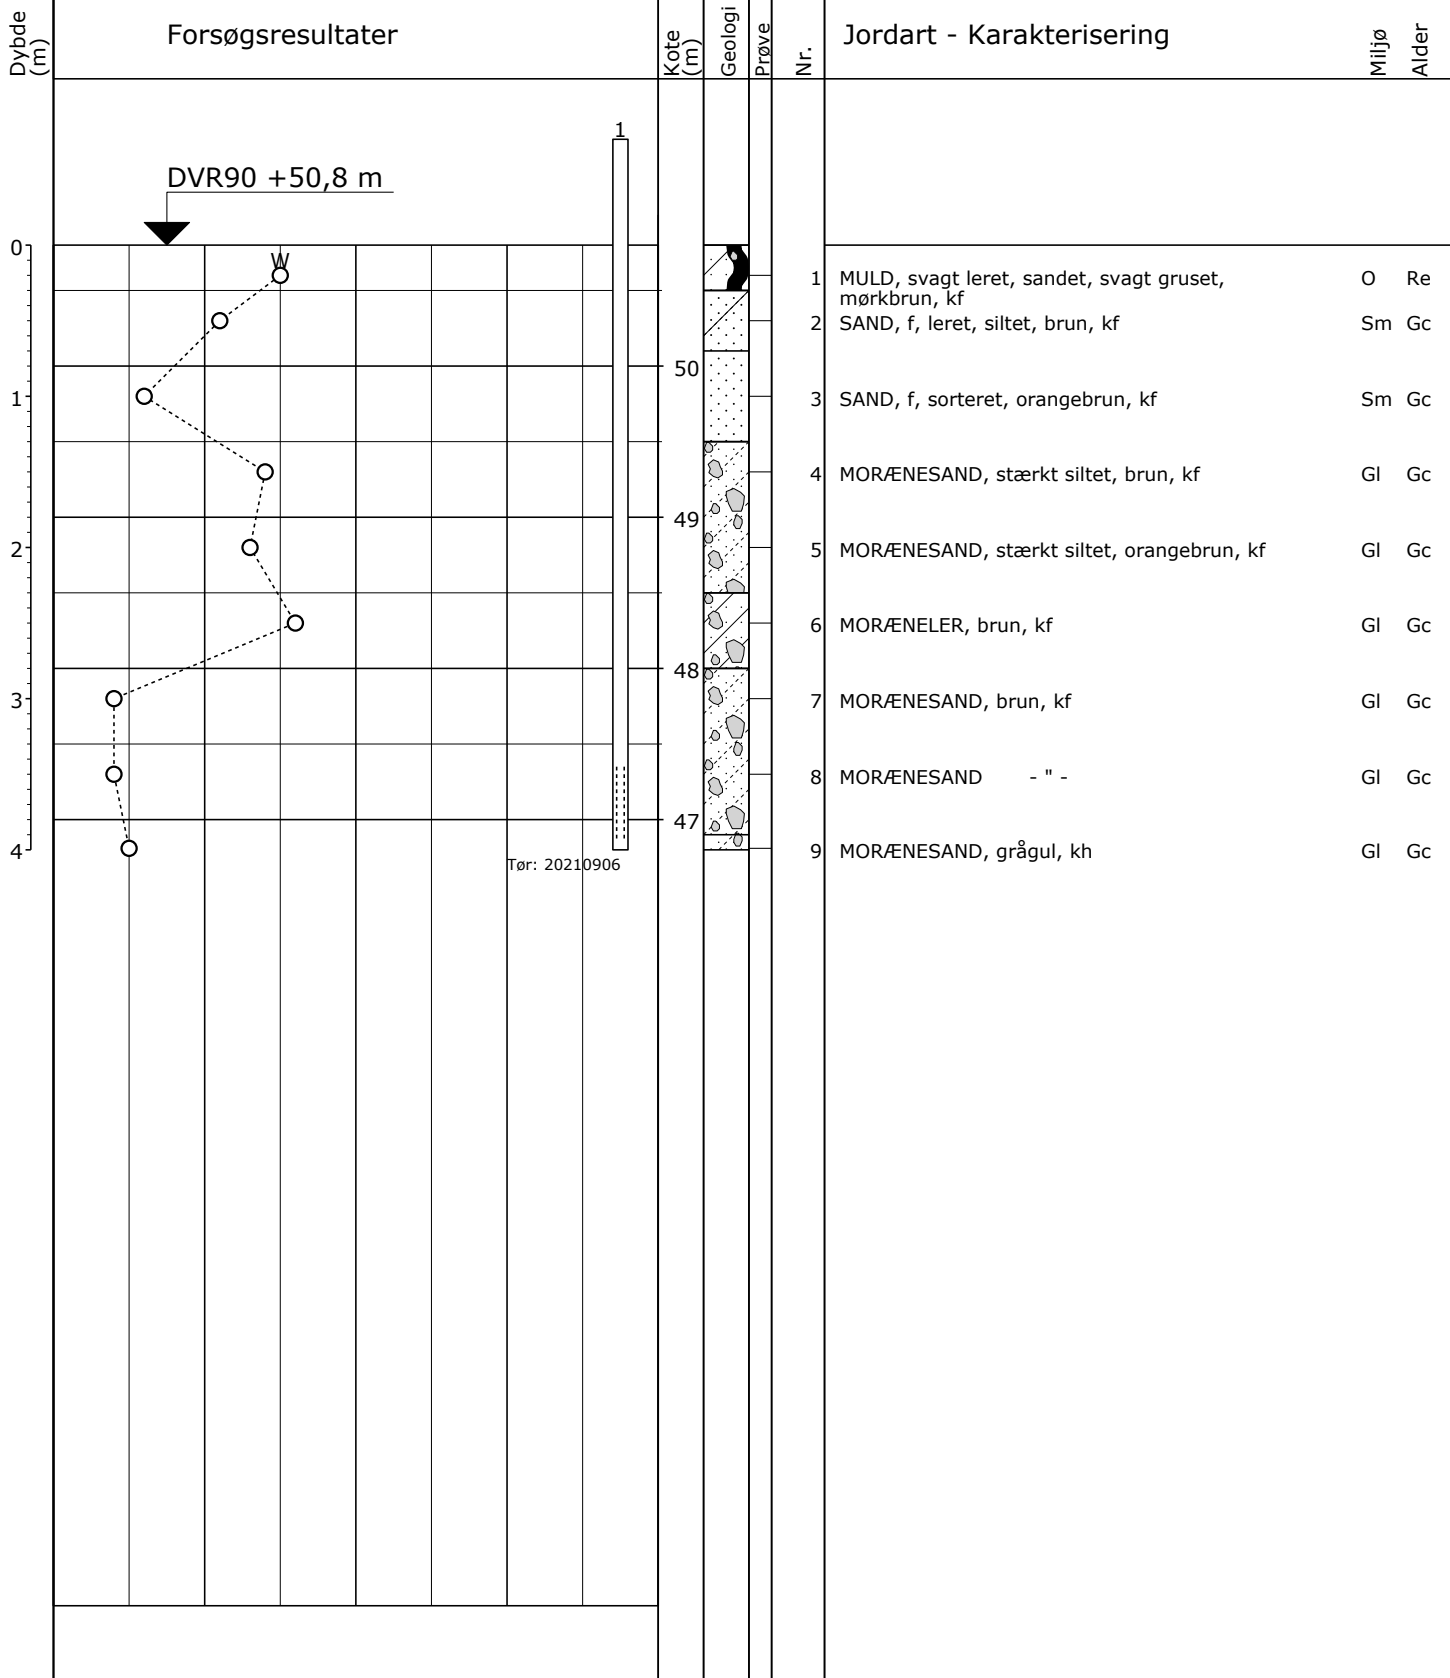 Dybde (m)
Forsøgsresultater
Kote (m)
Geologi
Prøve
Nr.
Jordart - Karakterisering
Miljø
Alder
1
DVR90 +50,8 m
0
W
1 MULD, svagt leret, sandet, svagt gruset, O Re
mørkbrun, kf
2 SAND, f, leret, siltet, brun, kf Sm Gc
50
1
3 SAND, f, sorteret, orangebrun, kf Sm Gc
4 MORÆNESAND, stærkt siltet, brun, kf Gl Gc
49
2
5 MORÆNESAND, stærkt siltet, orangebrun, kf Gl Gc
6 MORÆNELER, brun, kf Gl Gc
48
3
7 MORÆNESAND, brun, kf Gl Gc
8 MORÆNESAND - " - Gl Gc
47
4
9 MORÆNESAND, grågul, kh Gl Gc
Tør: 20210906